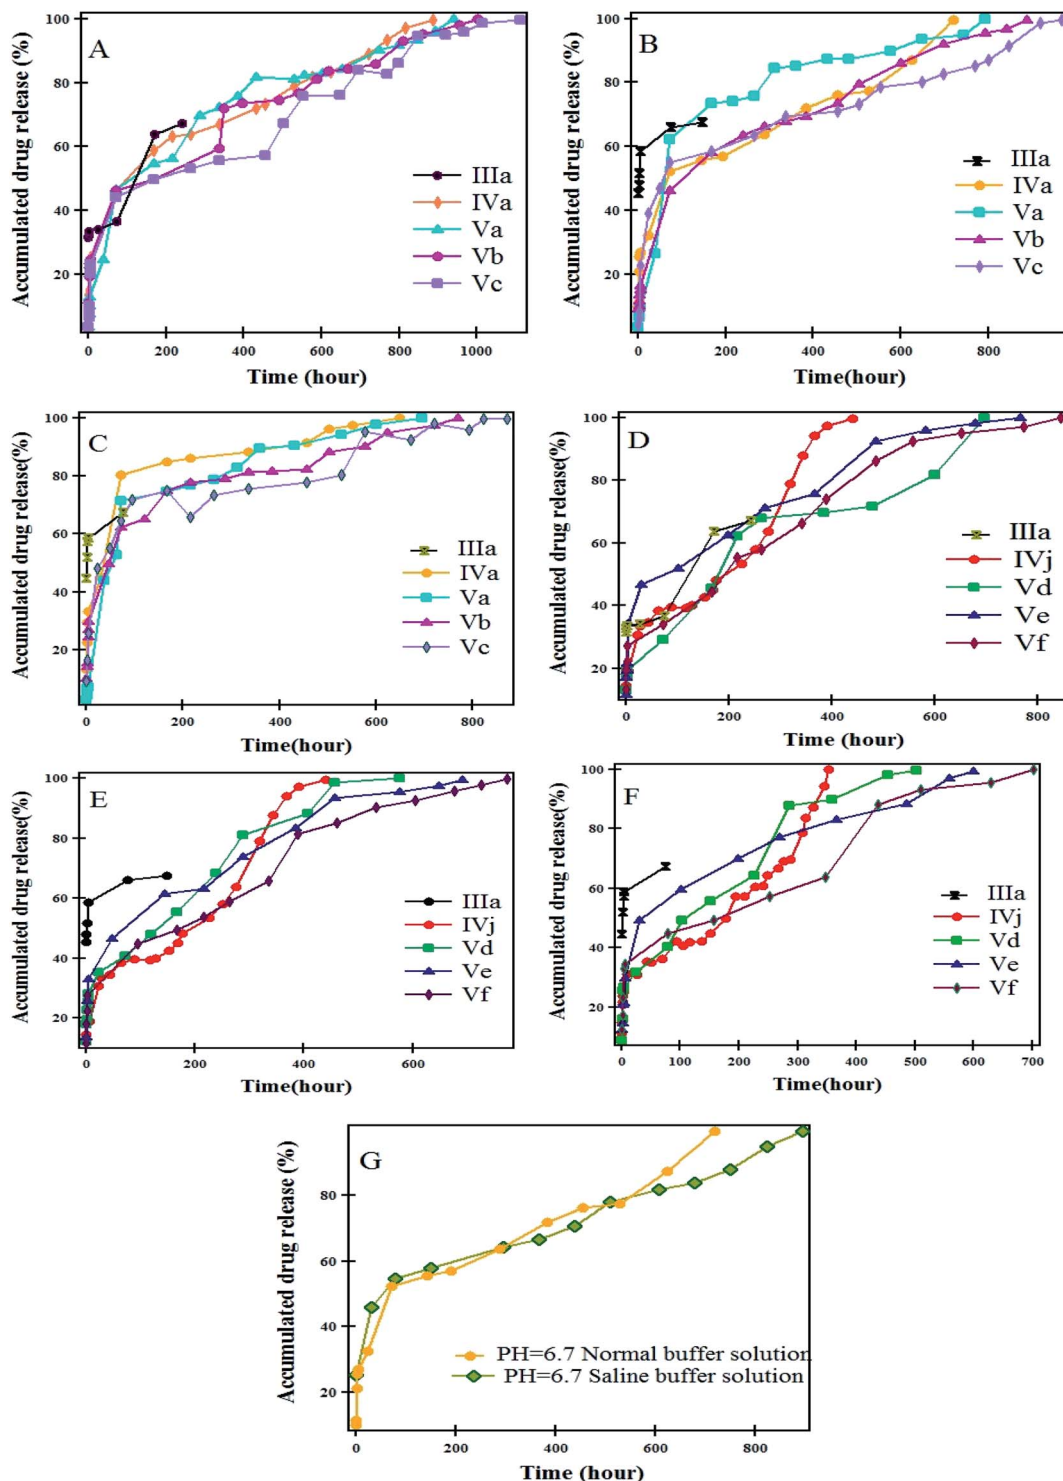 A
Accumulated drug release (%)
100
80
60
40
20
IIIa
IVa
Va
Vb
Vc
0
200
400
600
800
1000
Time (hour)
B
Accumulated drug release (%)
100
80
60
40
20
IIIa
IVa
Va
Vb
Vc
0
200
400
600
800
Time(hour)
C
Accumulated drug release(%)
100
80
60
40
20
IIIa
IVa
Va
Vb
Vc
0
200
400
600
800
Time (hour)
D
Accumulated drug release(%)
100
80
60
40
20
IIIa
IVj
Vd
Ve
Vf
0
200
400
600
800
Time (hour)
E
Accumulated drug release(%)
100
80
60
40
20
IIIa
IVj
Vd
Ve
Vf
0
200
400
600
Time(hour)
F
Accumulated drug release(%)
100
80
60
40
20
IIIa
IVj
Vd
Ve
Vf
0
100
200
300
400
500
600
700
Time(hour)
G
Accumulated drug release (%)
80
60
40
20
PH=6.7 Normal buffer solution
PH=6.7 Saline buffer solution
0
200
400
600
800
Time (hour)